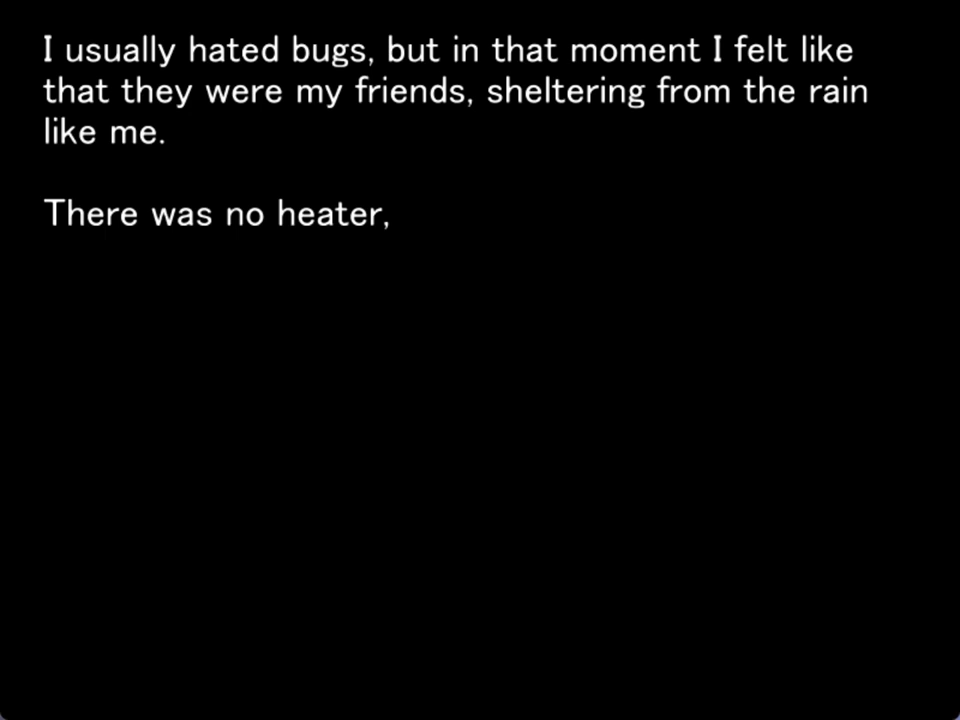 I usually hated bugs, but in that moment I felt like
that they were my friends, sheltering from the rain
like me.
There was no heater,